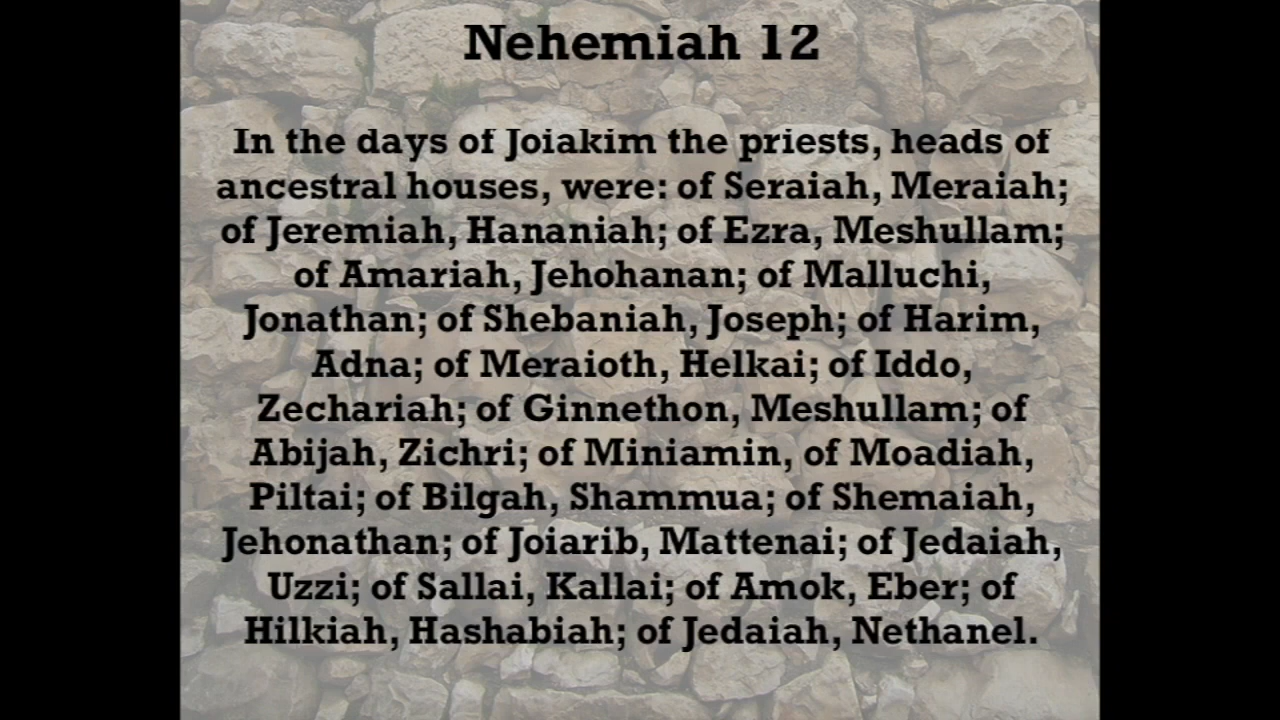 Nehemiah 12
In the days of Joiakim the priests, heads of
ancestral houses, were: of Seraiah, Meraiah;
of Jeremiah, Hananiah; of Ezra, Meshullam;
of Amariah, Jehohanan; of Malluchi,
Jonathan; of Shebaniah, Joseph; of Harim,
Adna; of Meraioth, Helkai; of Iddo,
Zechariah; of Ginnethon, Meshullam; of
Abijah, Zichri; of Miniamin, of Moadiah,
Piltai; of Bilgah, Shammua; of Shemaiah,
Jehonathan; of Joiarib, Mattenai; of Jedaiah,
Uzzi; of Sallai, Kallai; of Amok, Eber; of
Hilkiah, Hashabiah; of Jedaiah, Nethanel.